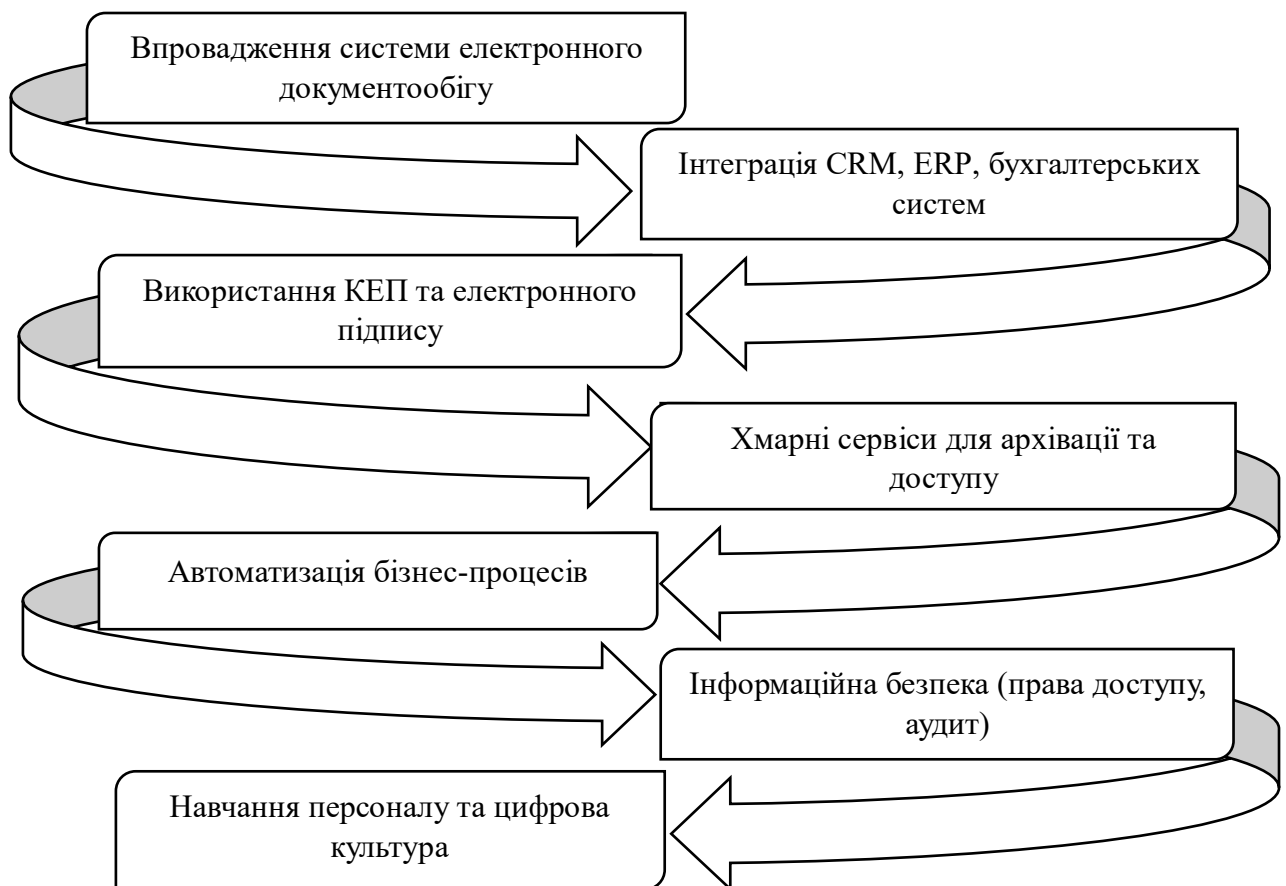 Впровадження системи електронного
документообігу
Інтеграція CRM, ERP, бухгалтерських
систем
Використання КЕП та електронного
підпису
Хмарні сервіси для архівації та
доступу
Автоматизація бізнес-процесів
Інформаційна безпека (права доступу,
аудит)
Навчання персоналу та цифрова
культура